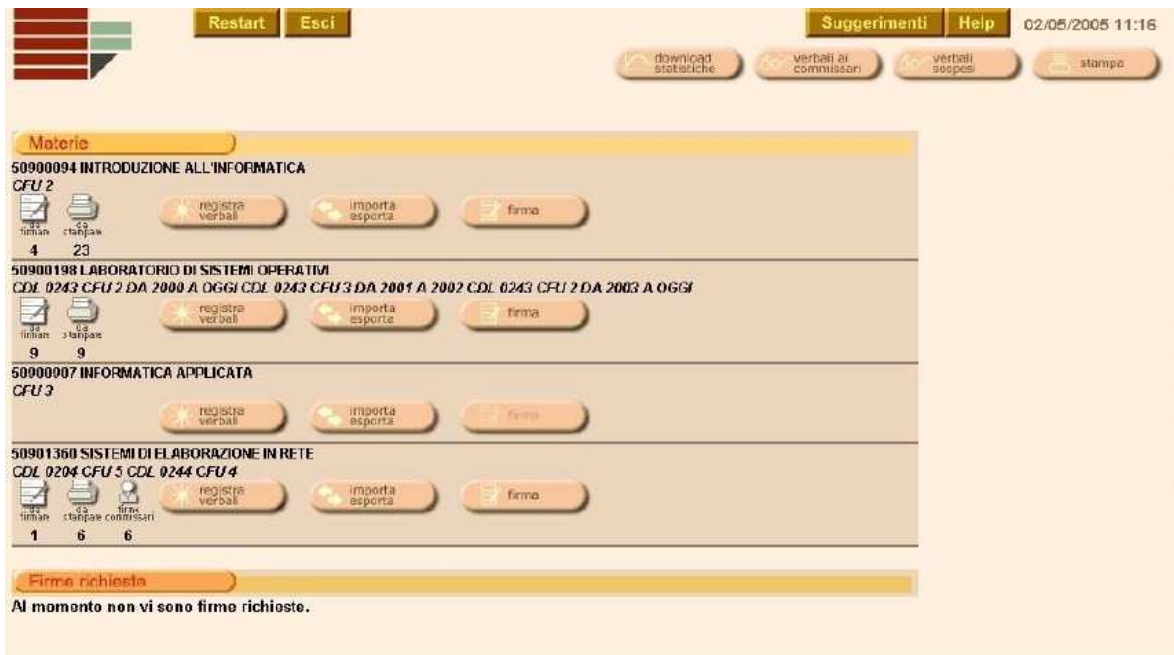 Restart Esci Suggerimenti Help 02/05/2005 11:16
download statistiche verbali ai commissari verbali sospesi stampa
Materie
50900094 INTRODUZIONE ALL'INFORMATICA
CFU 2
registra verbali importa esporta firma
da firmare da stampare
4 23
50900198 LABORATORIO DI SISTEMI OPERATIVI
CDL 0243 CFU 2 DA 2000 A OGGI CDL 0243 CFU 3 DA 2001 A 2002 CDL 0243 CFU 2 DA 2003 A OGGI
registra verbali importa esporta firma
da firmare da stampare
9 9
50900907 INFORMATICA APPLICATA
CFU 3
registra verbali importa esporta firma
50901360 SISTEMI DI ELABORAZIONE IN RETE
CDL 0204 CFU 5 CDL 0244 CFU 4
registra verbali importa esporta firma
da firmare da stampare firme commissari
1 6 6
Firme richieste
Al momento non vi sono firme richieste.